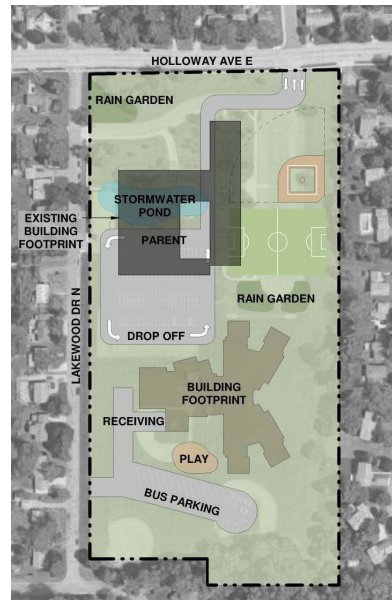 HOLLOWAY AVE E
RAIN GARDEN
STORMWATER
POND
EXISTING
BUILDING
FOOTPRINT
PARENT
RAIN GARDEN
LAKEWOOD DR N
DROP OFF
BUILDING
FOOTPRINT
RECEIVING
PLAY
BUS PARKING